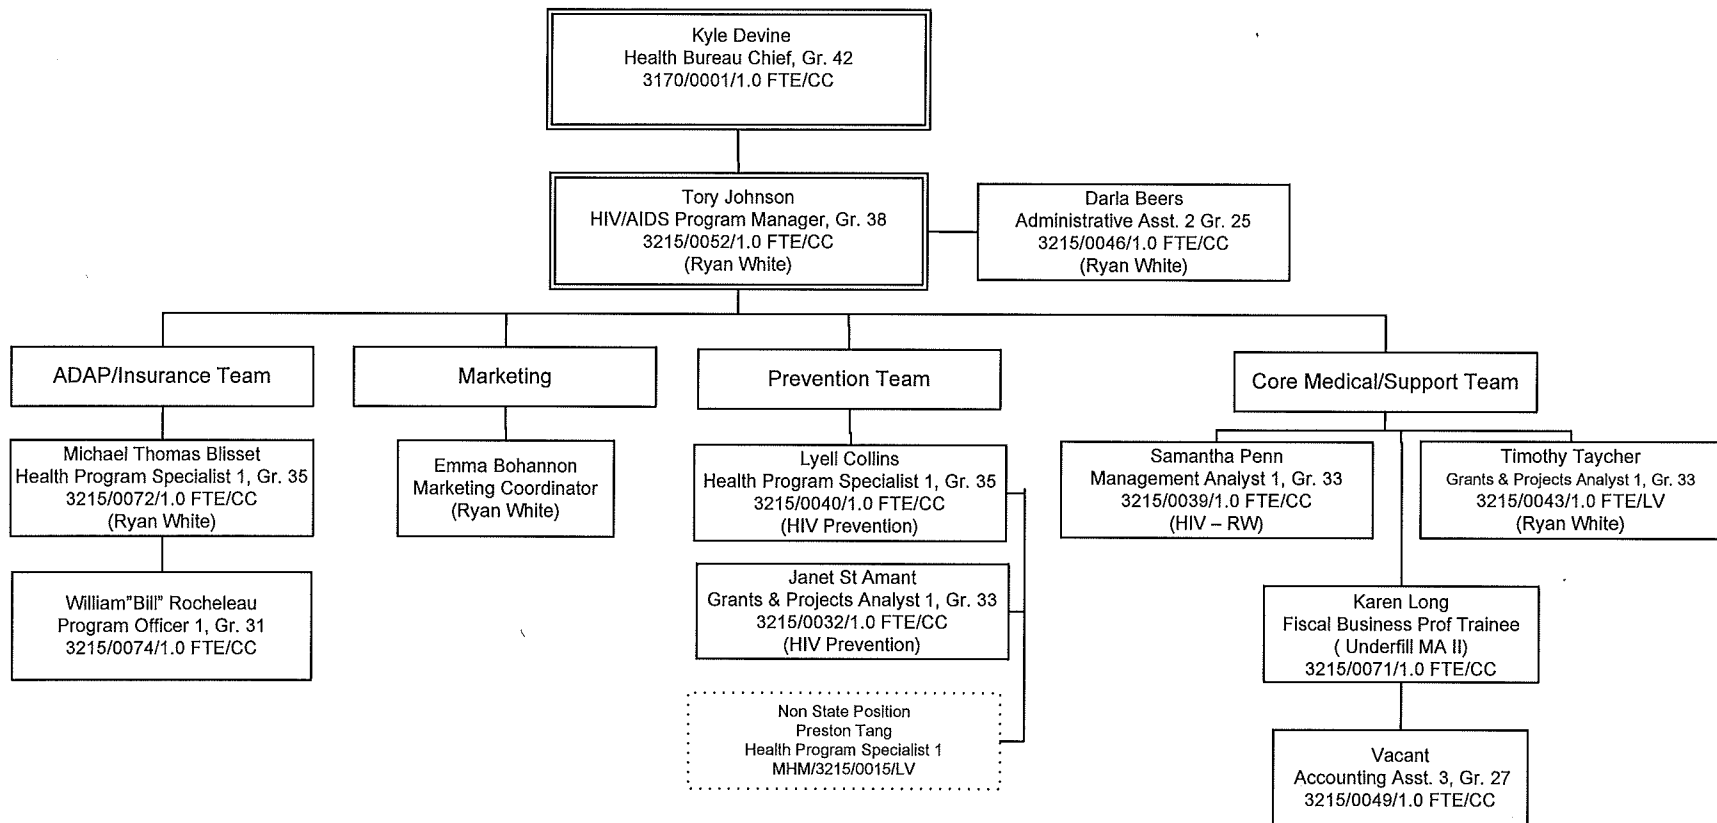 Kyle Devine
Health Bureau Chief, Gr. 42
3170/0001/1.0 FTE/CC
Tory Johnson
HIV/AIDS Program Manager, Gr. 38
3215/0052/1.0 FTE/CC
(Ryan White)
Darla Beers
Administrative Asst. 2 Gr. 25
3215/0046/1.0 FTE/CC
(Ryan White)
ADAP/Insurance Team
Michael Thomas Blisset
Health Program Specialist 1, Gr. 35
3215/0072/1.0 FTE/CC
(Ryan White)
William"Bill" Rocheleau
Program Officer 1, Gr. 31
3215/0074/1.0 FTE/CC
Marketing
Emma Bohannon
Marketing Coordinator
(Ryan White)
Prevention Team
Lyell Collins
Health Program Specialist 1, Gr. 35
3215/0040/1.0 FTE/CC
(HIV Prevention)
Janet St Amant
Grants & Projects Analyst 1, Gr. 33
3215/0032/1.0 FTE/CC
(HIV Prevention)
Non State Position
Preston Tang
Health Program Specialist 1
MHM/3215/0015/LV
Core Medical/Support Team
Samantha Penn
Management Analyst 1, Gr. 33
3215/0039/1.0 FTE/CC
(HIV – RW)
Timothy Taycher
Grants & Projects Analyst 1, Gr. 33
3215/0043/1.0 FTE/LV
(Ryan White)
Karen Long
Fiscal Business Prof Trainee
( Underfill MA II)
3215/0071/1.0 FTE/CC
Vacant
Accounting Asst. 3, Gr. 27
3215/0049/1.0 FTE/CC